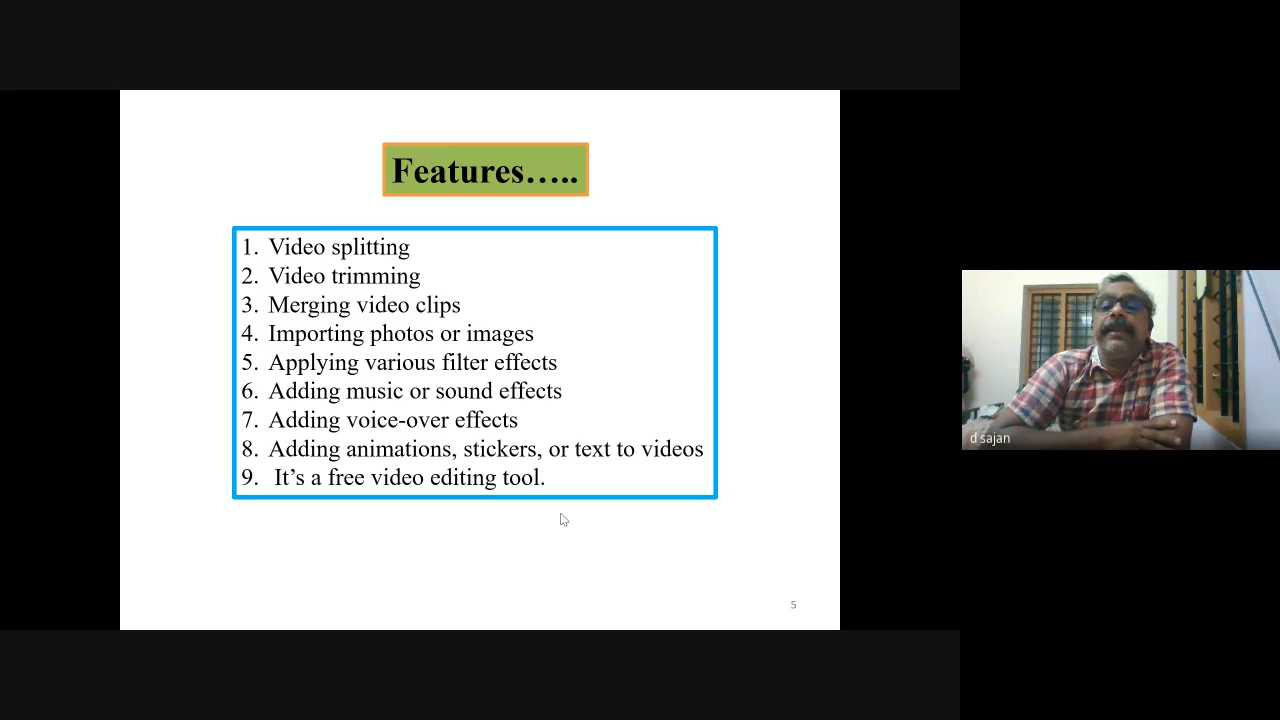 Features…..
1. Video splitting
2. Video trimming
3. Merging video clips
4. Importing photos or images
5. Applying various filter effects
6. Adding music or sound effects
7. Adding voice-over effects
8. Adding animations, stickers, or text to videos
9. It’s a free video editing tool.
5
d sajan